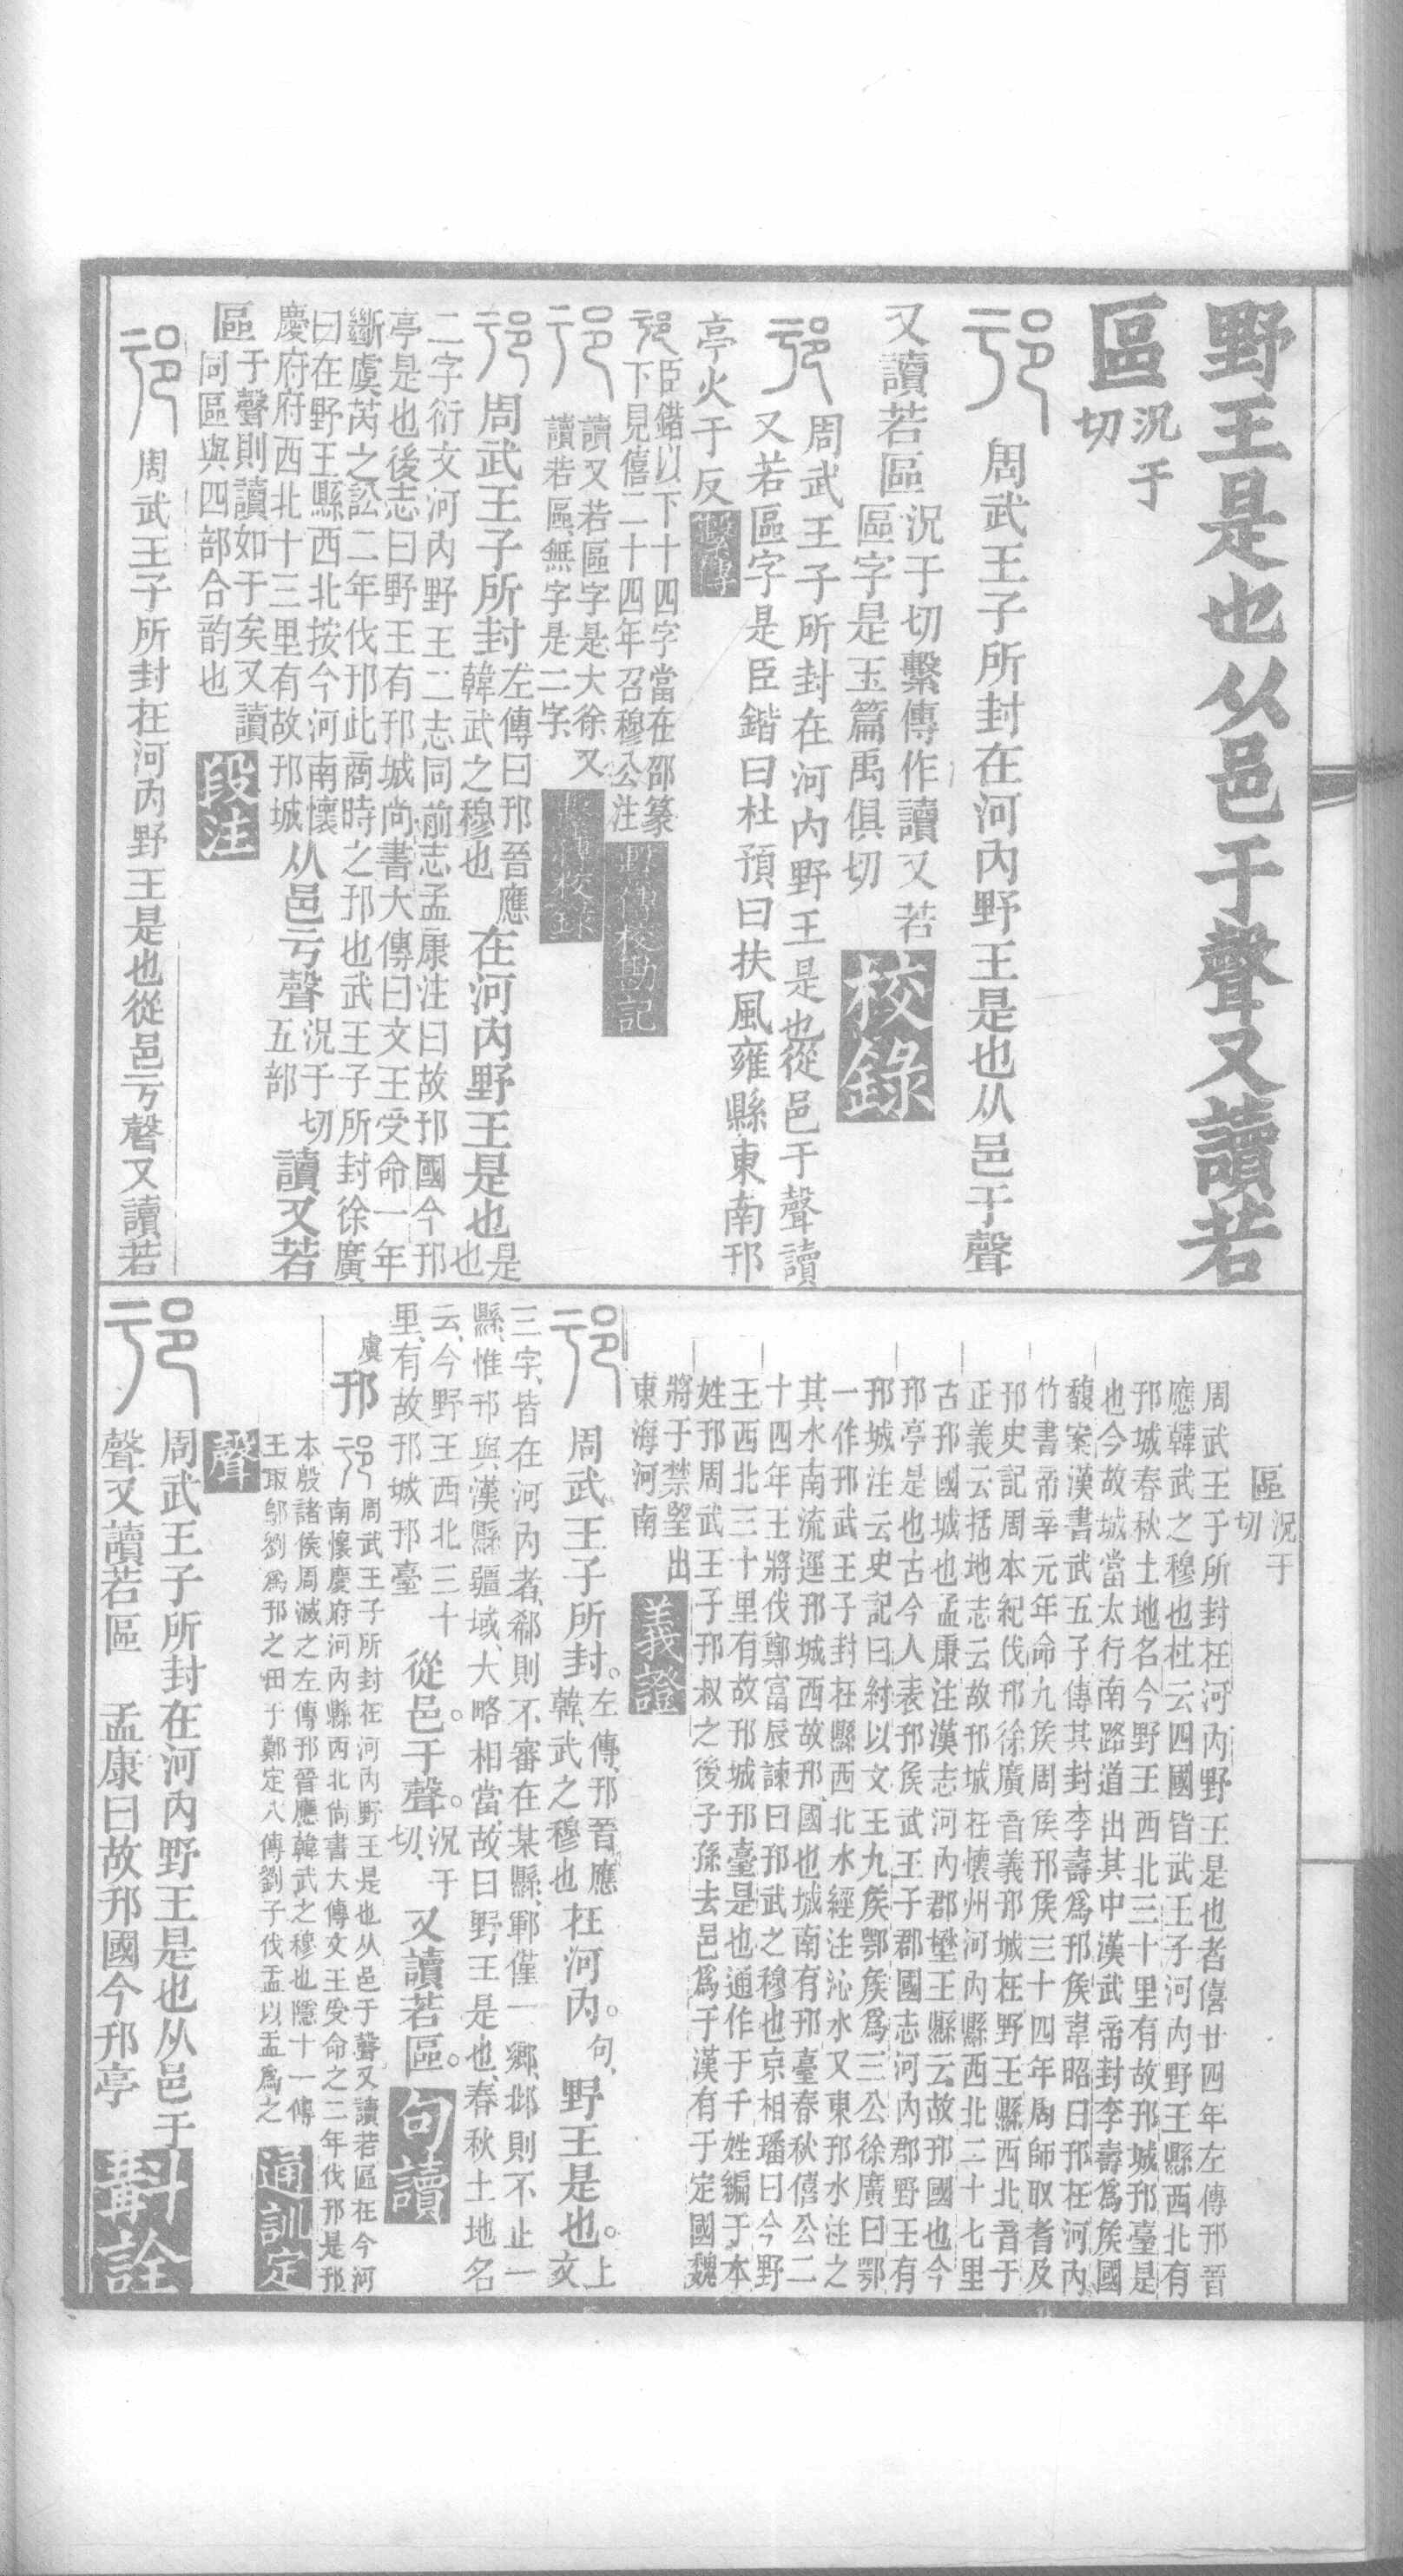 野王是也从邑于聲又讀若
區況于切
周武王子所封在河內野王是也从邑于聲
又讀若區況于切繫傳作讀又若
區字是玉篇禹俱切校錄
周武王子所封在河內野王是也從邑于聲讀
又若區字是臣鍇曰杜預曰扶風雍縣東南邘
亭火于反繫傳
臣鍇以下十四字當在邵篆
下見僖二十四年召穆公注繫傳校勘記
讀又若區字是大徐又
讀若區無字是二字
周武王子所封左傳曰邘晉應
韓武之穆也在河內野王是也是
也
二字衍文河內野王二志同前志孟康注曰故邘國今邘
亭是也後志曰野王有邘城尚書大傳曰文王受命一年
斷虞芮之訟二年伐邘此商時之邘也武王子所封徐廣
曰在野王縣西北按今河南懷
慶府府西北十三里有故邘城从邑亏聲況于切
五部讀又若
區于聲則讀如于矣又讀
同區與四部合韵也段注
周武王子所封在河內野王是也從邑亏聲又讀若
區況于切
周武王子所封在河內野王是也者僖廿四年左傳邘晉
應韓武之穆也杜云四國皆武王子河內野王縣西北有
邘城春秋土地名今野王西北三十里有故邘城邘臺是
也今故城當太行南路道出其中漢武帝封李壽為矦國
馥案漢書武五子傳其封李壽為邘矦韋昭曰邘在河內
竹書帝辛元年命九矦周矦邘矦三十四年周師取耆及
邘史記周本紀伐邘徐廣音義邘城在野王縣西北音于
正義云括地志云故邘城在懷州河內縣西北二十七里
古邘國城也孟康注漢志河內郡壄王縣云故邘國也今
邘亭是也古今人表邘矦武王子郡國志河內郡野王有
邘城注云史記曰紂以文王九矦鄂矦為三公徐廣曰鄂
一作邘武王子封在縣西北水經注沁水又東邘水注之
其水南流逕邘城西故邘國也城南有邘臺春秋僖公二
十四年王將伐鄭富辰諫曰邘武之穆也京相璠曰今野
王西北三十里有故邘城邘臺是也通作于千姓編于本
姓邘周武王子邘叔之後子孫去邑為于漢有于定國魏
將于禁望出
東海河南義證
周武王子所封。左傳、邘晉應
韓、武之穆也在河內。句、野王是也。上
文
三字、皆在河內者、郗則不審在某縣、鄆僅一鄉、邶則不止一
縣、惟邘與漢縣疆域、大略相當、故曰野王是也、春秋土地名
云、今野王西北三十
里、有故邘城邘臺從邑。于聲。況于
切、又讀若區。句讀
虞邘周武王子所封在河內野王是也从邑于聲又讀若區在今河
南懷慶府河內縣西北尚書大傳文王受命之二年伐邘是邘
本殷諸侯周滅之左傳邘晉應韓武之穆也隱十一傳
王取鄔劉為邘之田于鄭定八傳劉子伐盂以盂為之通訓定
聲
周武王子所封在河內野王是也从邑于
聲又讀若區　孟康曰故邘國今邘亭斠詮